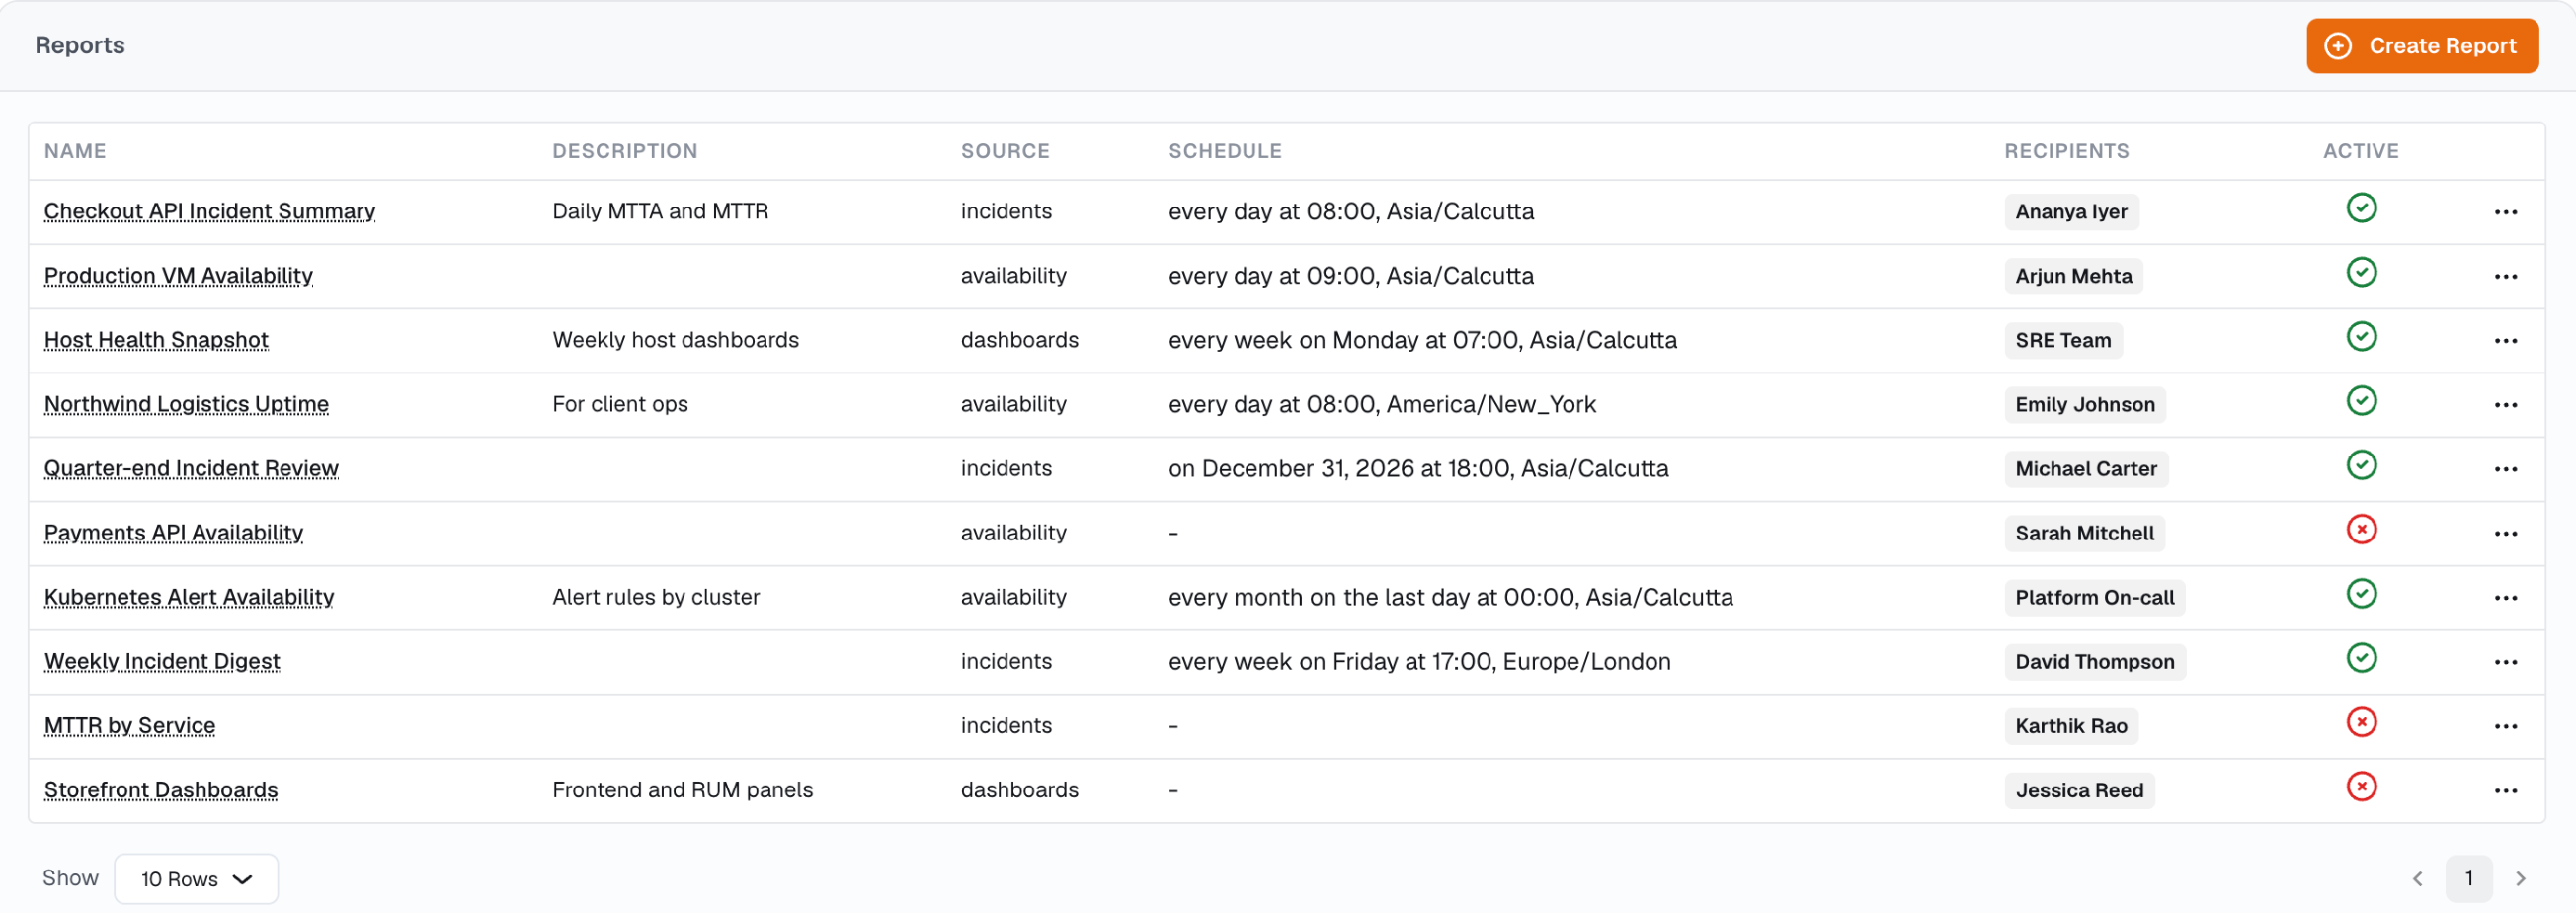 Reports
Create Report
NAME DESCRIPTION SOURCE SCHEDULE RECIPIENTS ACTIVE
Checkout API Incident Summary Daily MTTA and MTTR incidents every day at 08:00, Asia/Calcutta Ananya Iyer
Production VM Availability availability every day at 09:00, Asia/Calcutta Arjun Mehta
Host Health Snapshot Weekly host dashboards dashboards every week on Monday at 07:00, Asia/Calcutta SRE Team
Northwind Logistics Uptime For client ops availability every day at 08:00, America/New_York Emily Johnson
Quarter-end Incident Review incidents on December 31, 2026 at 18:00, Asia/Calcutta Michael Carter
Payments API Availability availability - Sarah Mitchell
Kubernetes Alert Availability Alert rules by cluster availability every month on the last day at 00:00, Asia/Calcutta Platform On-call
Weekly Incident Digest incidents every week on Friday at 17:00, Europe/London David Thompson
MTTR by Service incidents - Karthik Rao
Storefront Dashboards Frontend and RUM panels dashboards - Jessica Reed
Show 10 Rows 1